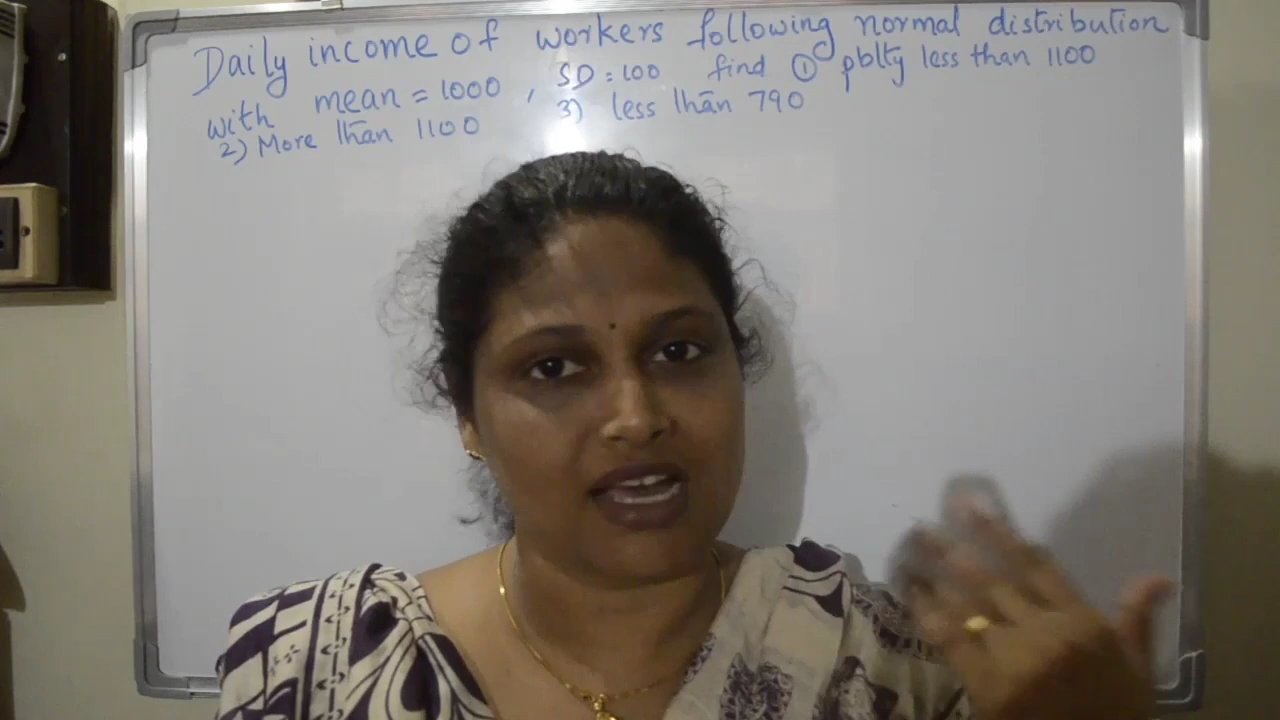 Daily income of workers following normal distribution
with mean = 1000, SD = 100 find ① pblty less than 1100
2) More than 1100 3) less than 790